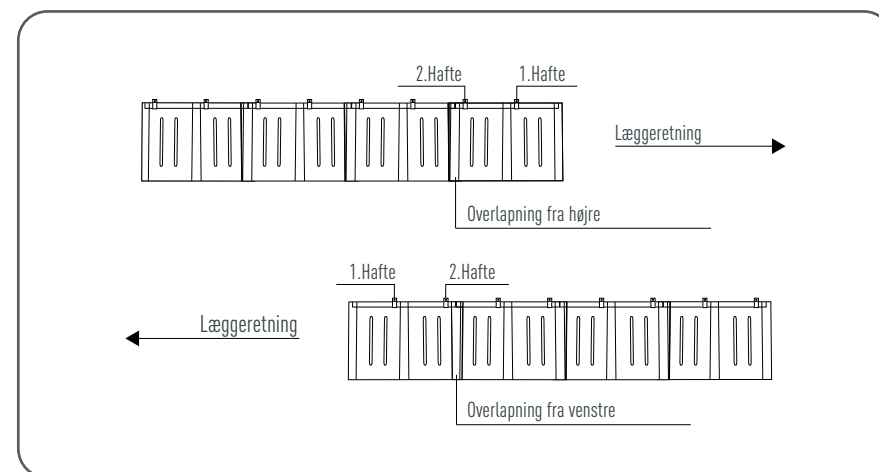 2.Hafte
1.Hafte
Læggeretning
Overlapning fra højre
1.Hafte
2.Hafte
Læggeretning
Overlapning fra venstre